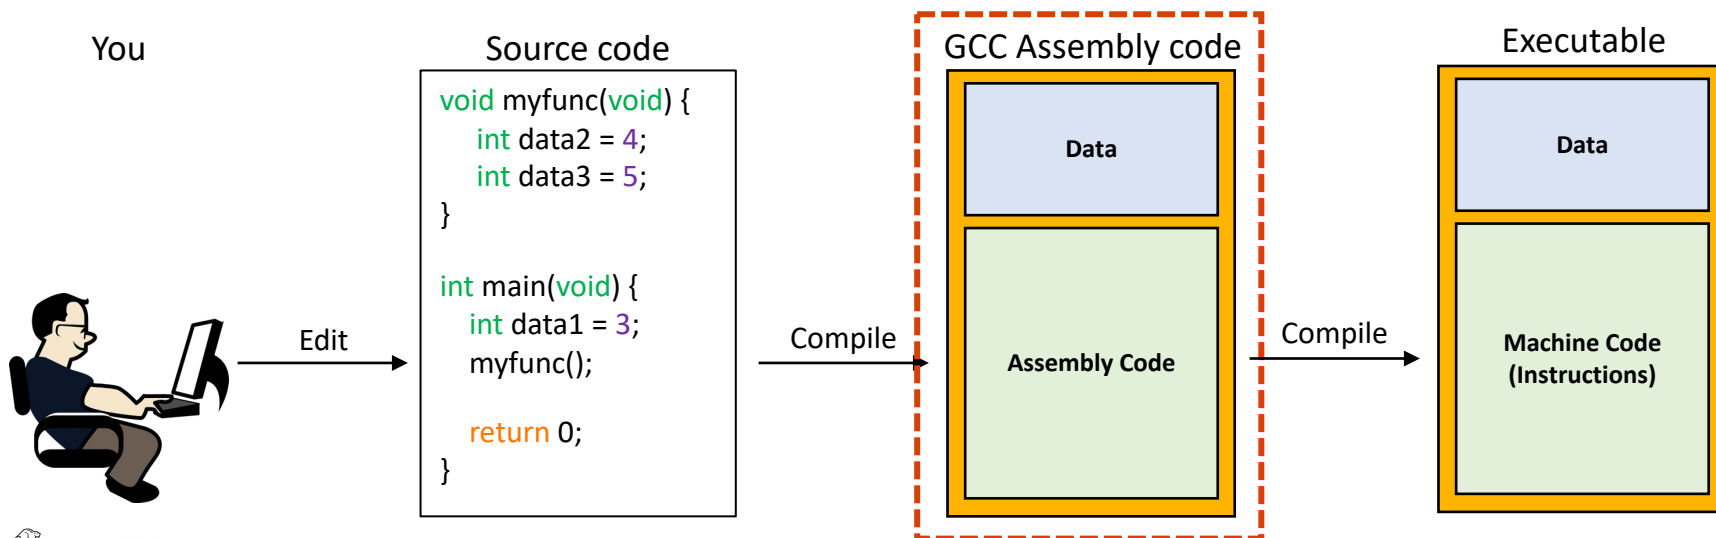 You
Source code
void myfunc(void) {
int data2 = 4;
int data3 = 5;
}
int main(void) {
int data1 = 3;
myfunc();
return 0;
}
Edit
Compile
GCC Assembly code
Data
Assembly Code
Compile
Executable
Data
Machine Code
(Instructions)